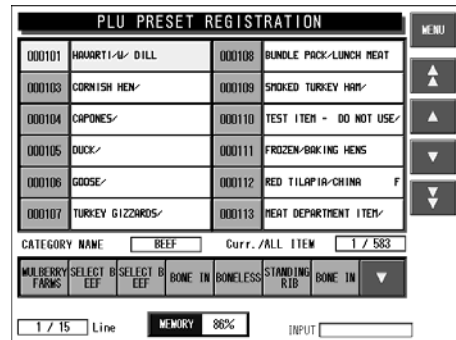 PLU PRESET REGISTRATION
MENU
000101 HAVARTI/W/ DILL 000108 BUNDLE PACK/LUNCH MEAT
000103 CORNISH HEN/ 000109 SMOKED TURKEY HAM/
000104 CAPONES/ 000110 TEST ITEM - DO NOT USE/
000105 DUCK/ 000111 FROZEN/BAKING HENS
000106 GOOSE/ 000112 RED TILAPIA/CHINA F
000107 TURKEY GIZZARDS/ 000113 MEAT DEPARTMENT ITEM/
CATEGORY NAME BEEF Curr./ALL ITEM 1 / 583
MULBERRY FARMS SELECT BEEF SELECT BEEF BONE IN BONELESS STANDING RIB BONE IN
1 / 15 Line MEMORY 86% INPUT